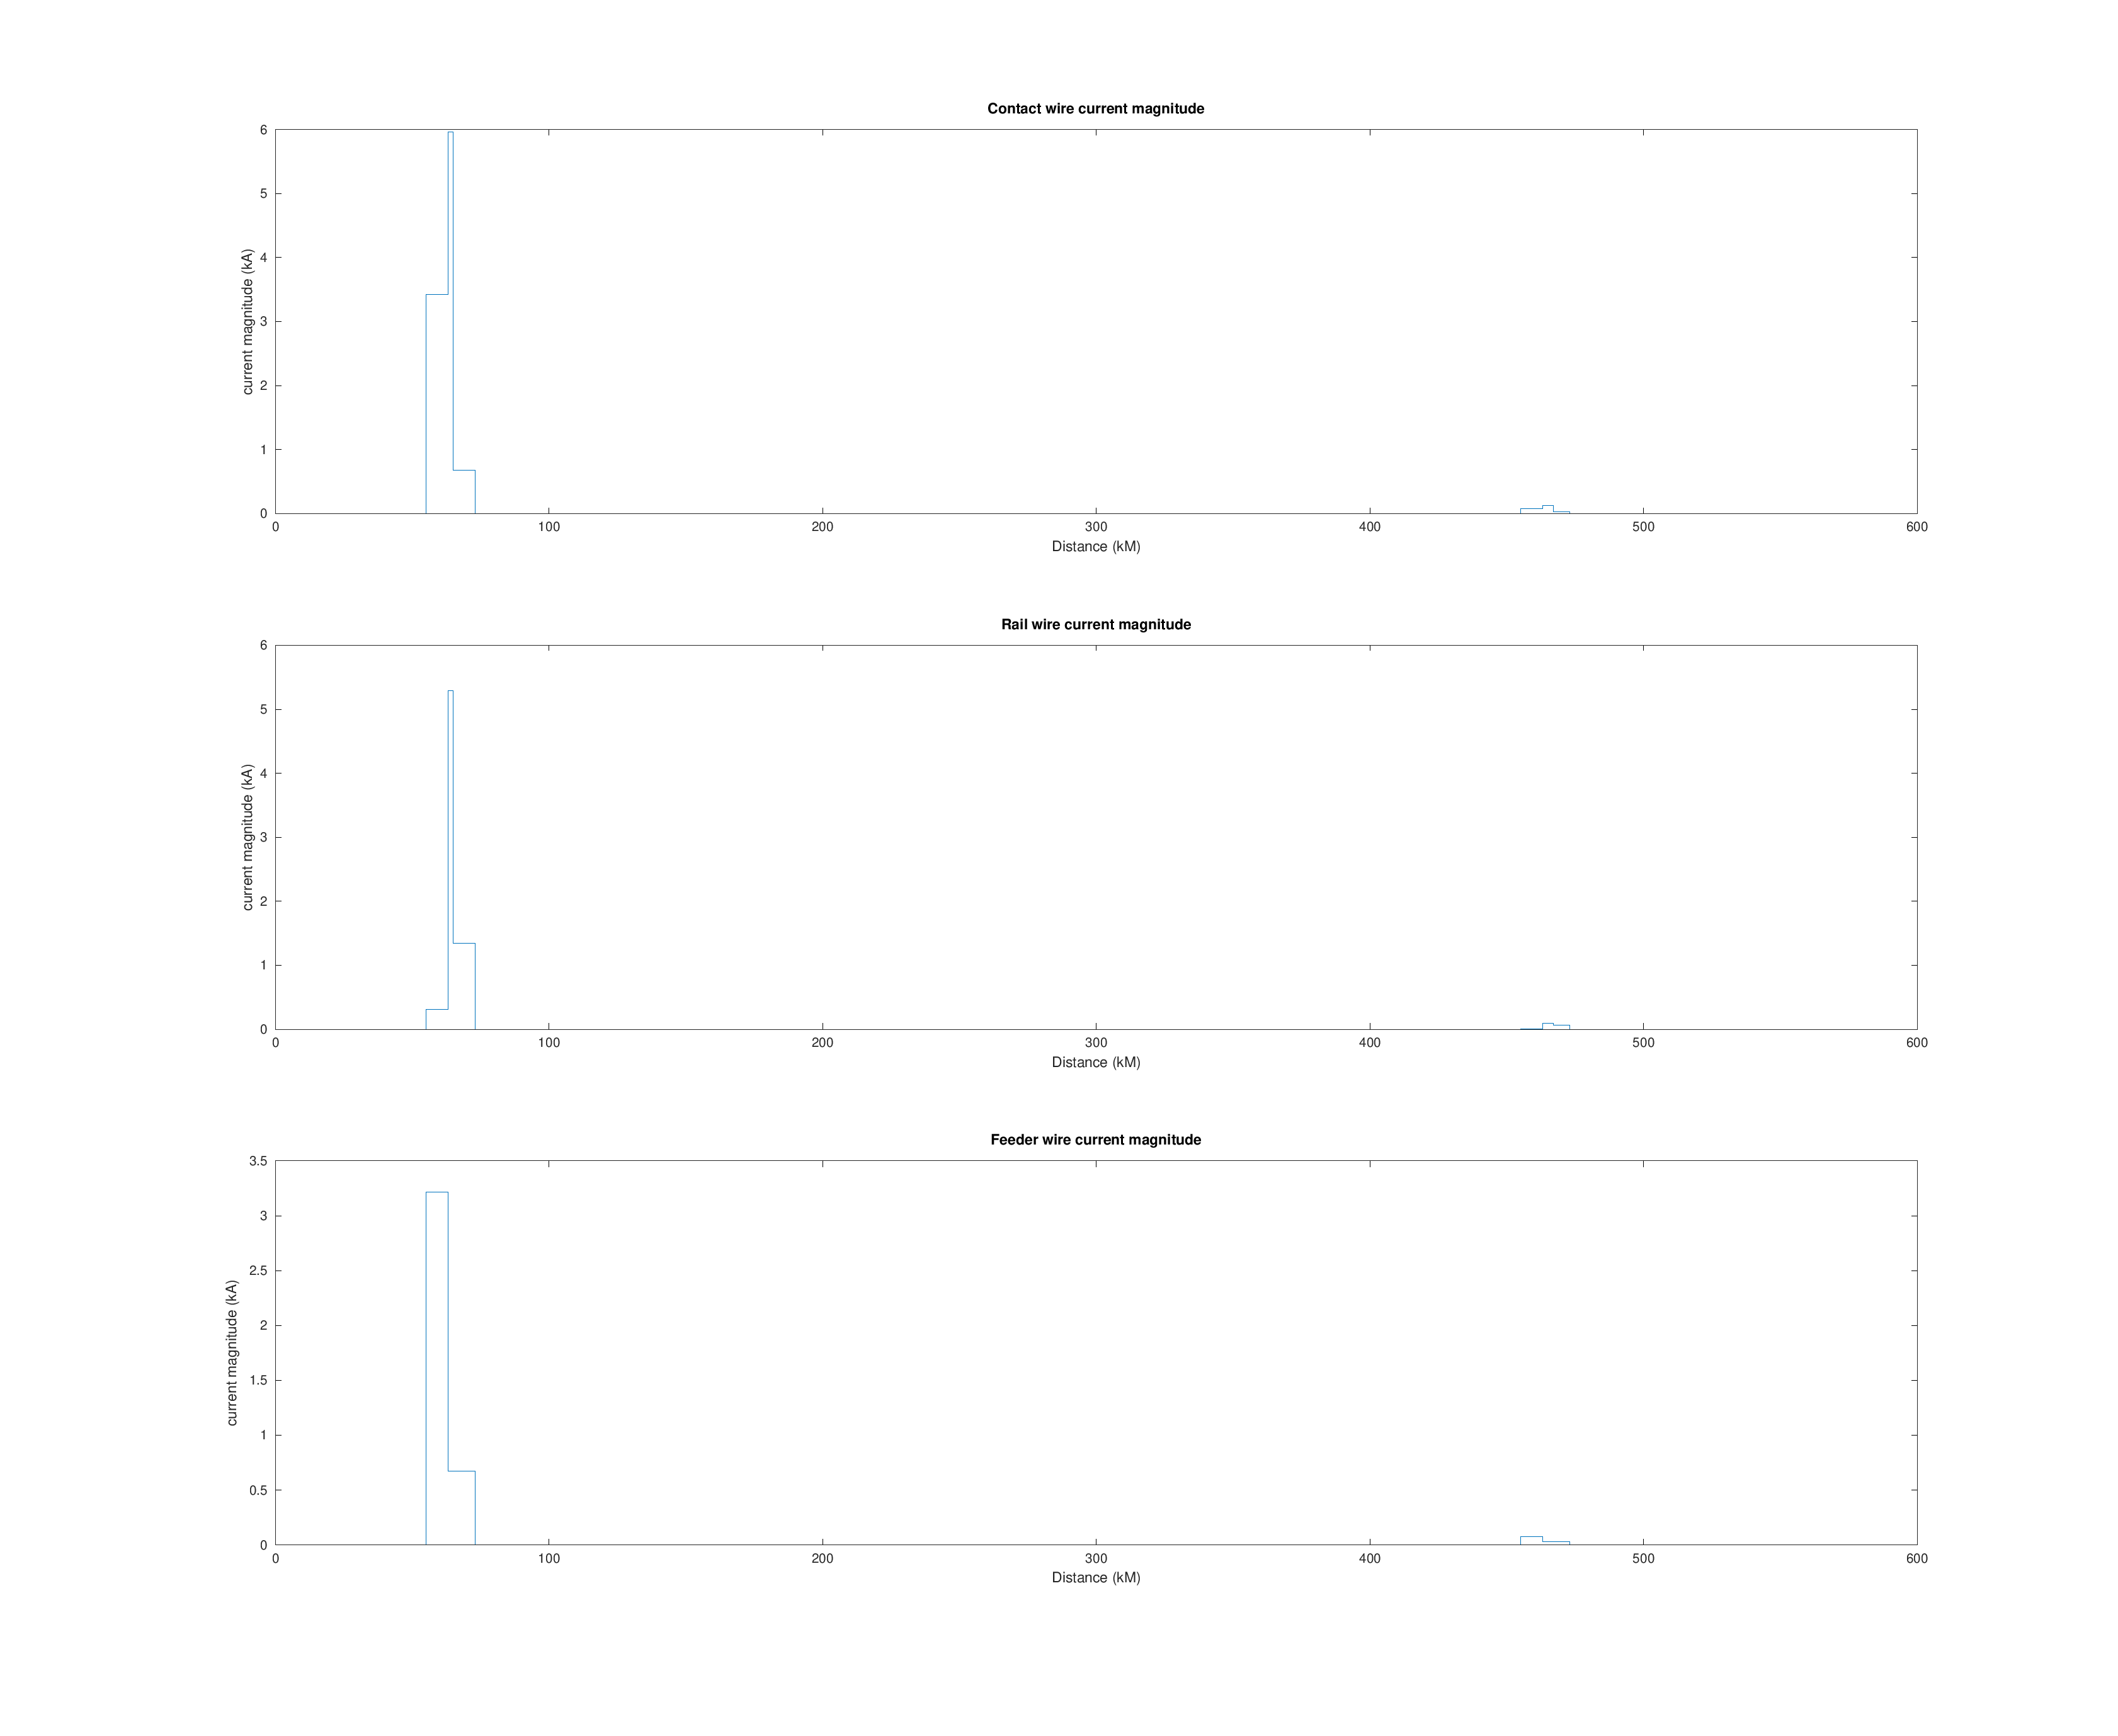 Contact wire current magnitude
6
5
4
3
2
1
0
current magnitude (kA)
0 100 200 300 400 500 600
Distance (kM)
Rail wire current magnitude
6
5
4
3
2
1
0
current magnitude (kA)
0 100 200 300 400 500 600
Distance (kM)
Feeder wire current magnitude
3.5
3
2.5
2
1.5
1
0.5
0
current magnitude (kA)
0 100 200 300 400 500 600
Distance (kM)